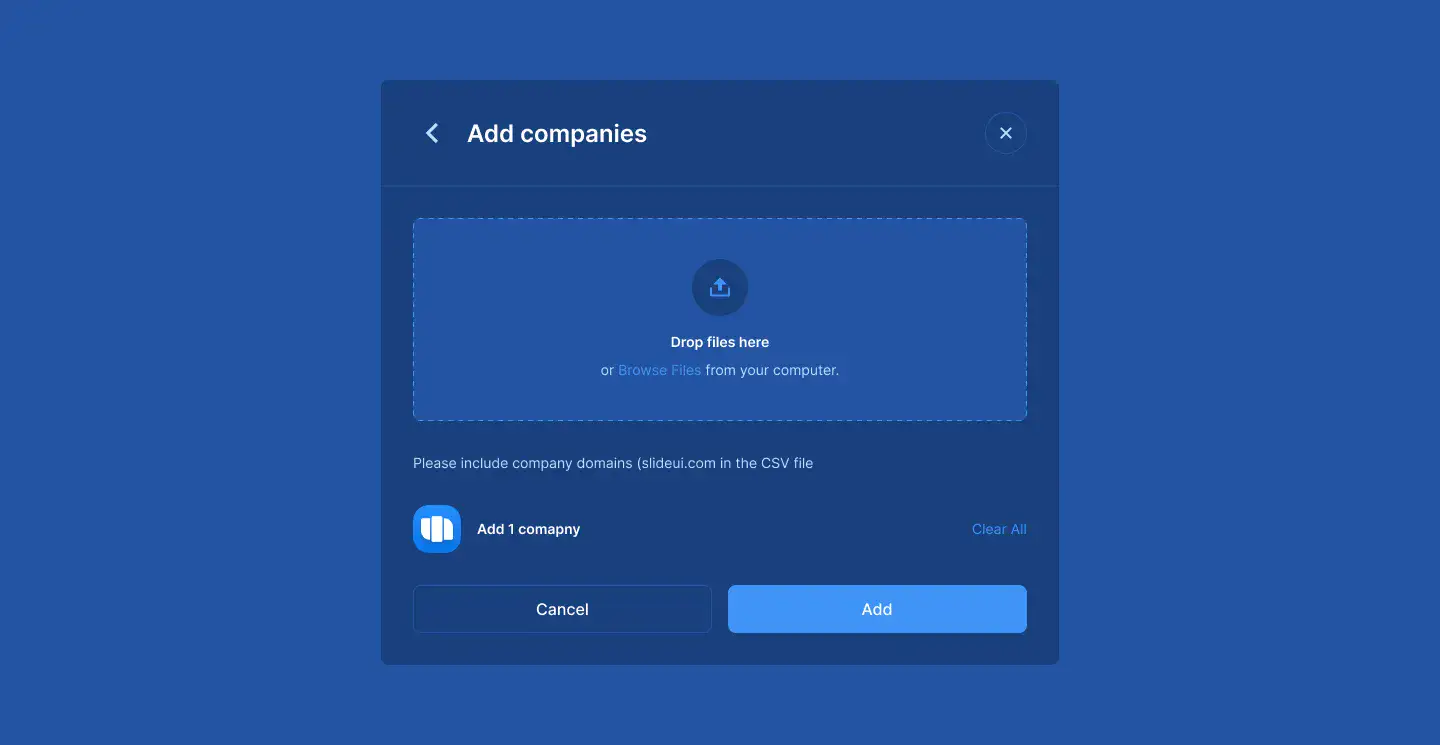 Add companies
Drop files here
or Browse Files from your computer.
Please include company domains (slideui.com in the CSV file
Add 1 comapny
Clear All
Cancel
Add